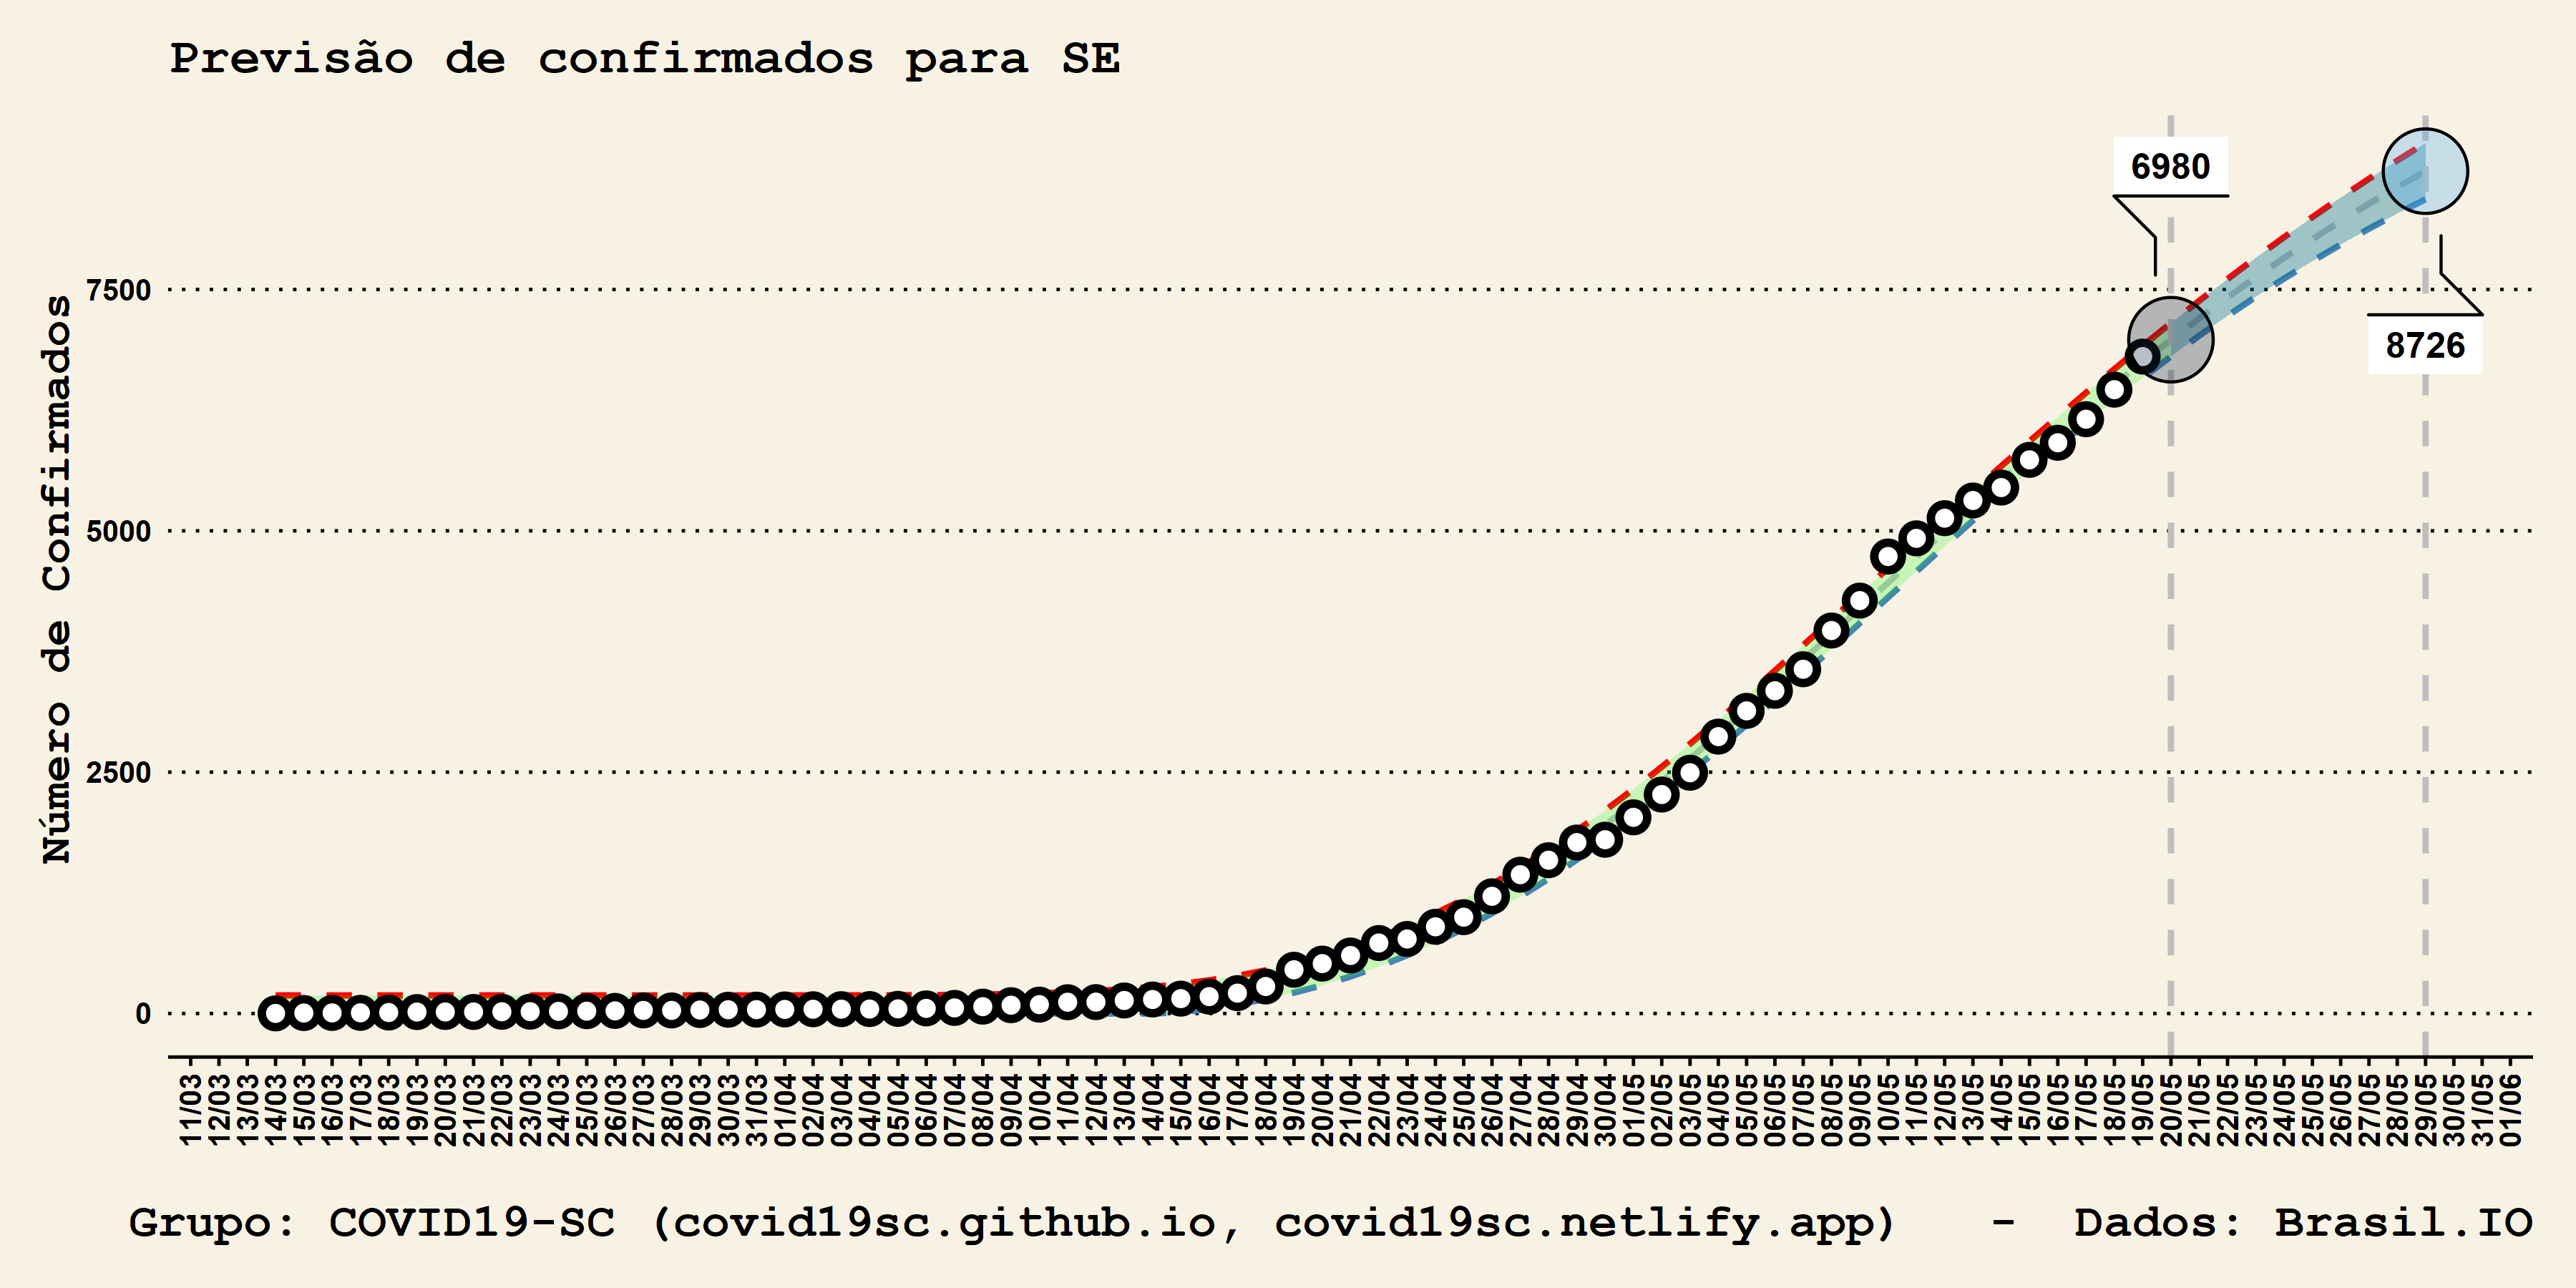 Previsão de confirmados para SE
6980
8726
Número de Confirmados
7500
5000
2500
0
11/03 12/03 13/03 14/03 15/03 16/03 17/03 18/03 19/03 20/03 21/03 22/03 23/03 24/03 25/03 26/03 27/03 28/03 29/03 30/03 31/03 01/04 02/04 03/04 04/04 05/04 06/04 07/04 08/04 09/04 10/04 11/04 12/04 13/04 14/04 15/04 16/04 17/04 18/04 19/04 20/04 21/04 22/04 23/04 24/04 25/04 26/04 27/04 28/04 29/04 30/04 01/05 02/05 03/05 04/05 05/05 06/05 07/05 08/05 09/05 10/05 11/05 12/05 13/05 14/05 15/05 16/05 17/05 18/05 19/05 20/05 21/05 22/05 23/05 24/05 25/05 26/05 27/05 28/05 29/05 30/05 31/05 01/06
Grupo: COVID19-SC (covid19sc.github.io, covid19sc.netlify.app) - Dados: Brasil.IO